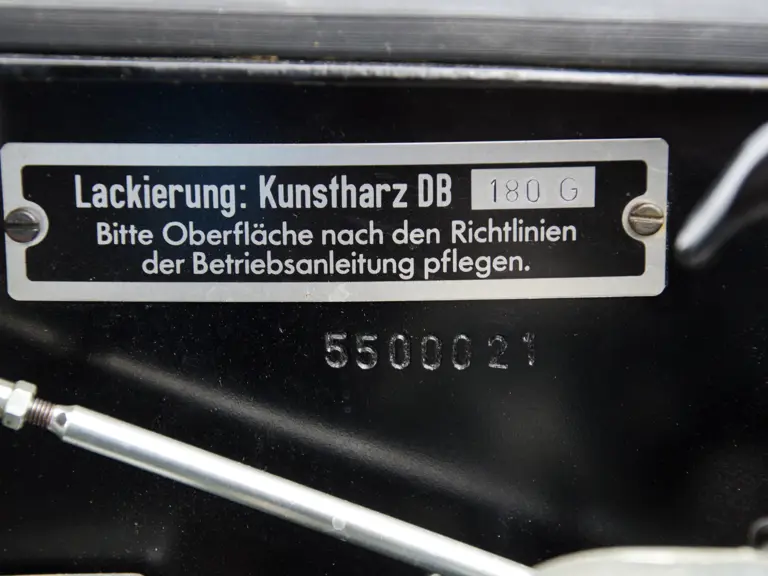 Lackierung: Kunstharz DB 180 G
Bitte Oberfläche nach den Richtlinien
der Betriebsanleitung pflegen.
5500021